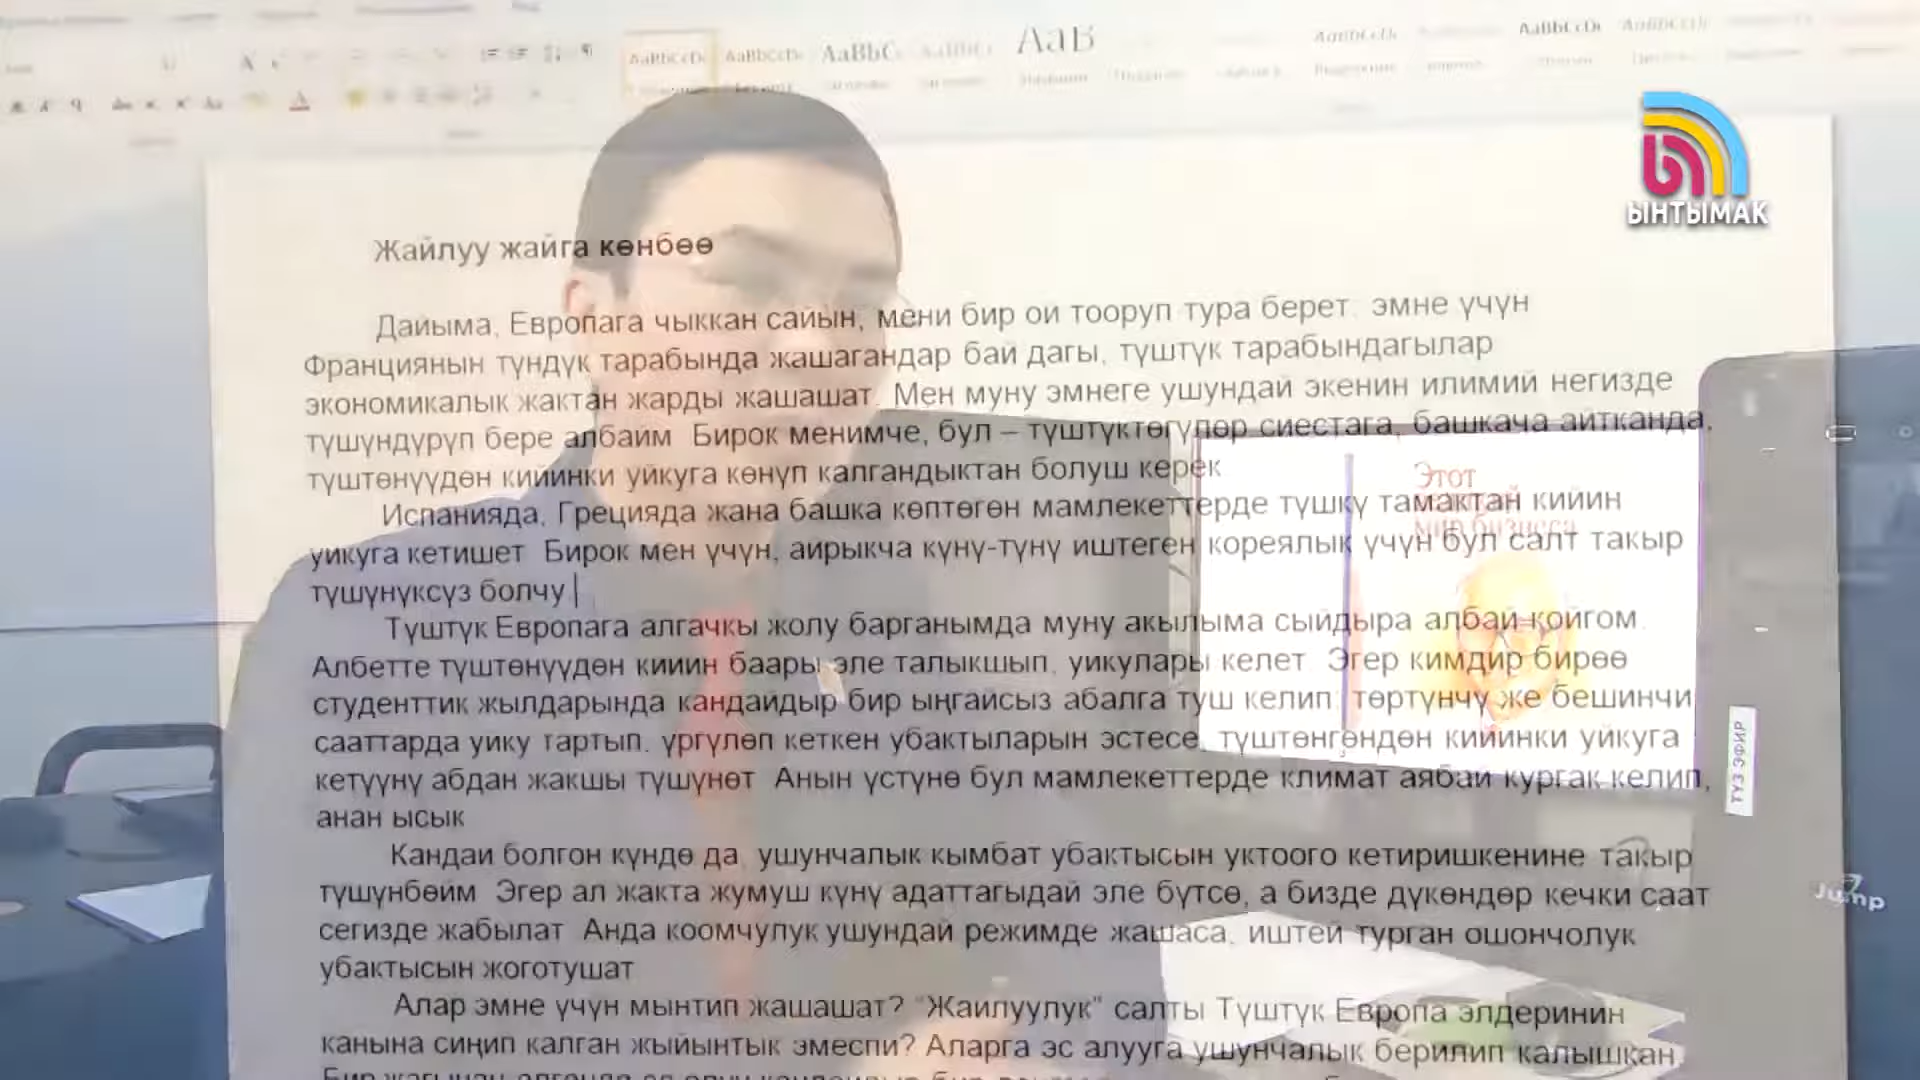 AaBbCcDc AaBbCcDc AaBbC AaB AaBbCcDc AaBbCcDc AaBbCcDc
Ж К Ч
ЫНТЫМАК
Жайлуу жайга көнбөө
Дайыма, Европага чыккан сайын, мени бир ой тооруп тура берет: эмне үчүн
Франциянын түндүк тарабында жашагандар бай дагы, түштүк тарабындагылар
экономикалык жактан жарды жашашат. Мен муну эмнеге ушундай экенин илимий негизде
түшүндүрүп бере албайм Бирок менимче, бул – түштүктөгүлөр сиестага, башкача айтканда,
түштөнүүдөн кийинки уйкуга көнүп калгандыктан болуш керек
Испанияда, Грецияда жана башка көптөгөн мамлекеттерде түшкү тамактан кийин
уйкуга кетишет Бирок мен үчүн, айрыкча күнү-түнү иштеген кореялык үчүн бул салт такыр
түшүнүксүз болчу
Түштүк Европага алгачкы жолу барганымда муну акылыма сыйдыра албай койгом.
Албетте түштөнүүдөн кийин баары эле талыкшып, уйкулары келет Эгер кимдир бирөө
студенттик жылдарында кандайдыр бир ыңгайсыз абалга туш келип, төртүнчү же бешинчи
сааттарда уйку тартып, үргүлөп кеткен убактыларын эстесе, түштөнгөндөн кийинки уйкуга
кетүүнү абдан жакшы түшүнөт Анын үстүнө бул мамлекеттерде климат аябай кургак келип,
анан ысык
Кандай болгон күндө да, ушунчалык кымбат убактысын уктоого кетиришкенине такыр
түшүнбөйм Эгер ал жакта жумуш күнү адаттагыдай эле бүтсө, а бизде дүкөндөр кечки саат
сегизде жабылат Анда коомчулук ушундай режимде жашаса, иштей турган ошончолук
убактысын жоготушат
Алар эмне үчүн мынтип жашашат? "Жайлуулук" салты Түштүк Европа элдеринин
канына сиңип калган жыйынтык эмеспи? Аларга эс алууга ушунчалык берилип калышкан.
Этот
мир бизнеса
ТҮЗ ЭФИР
Jump